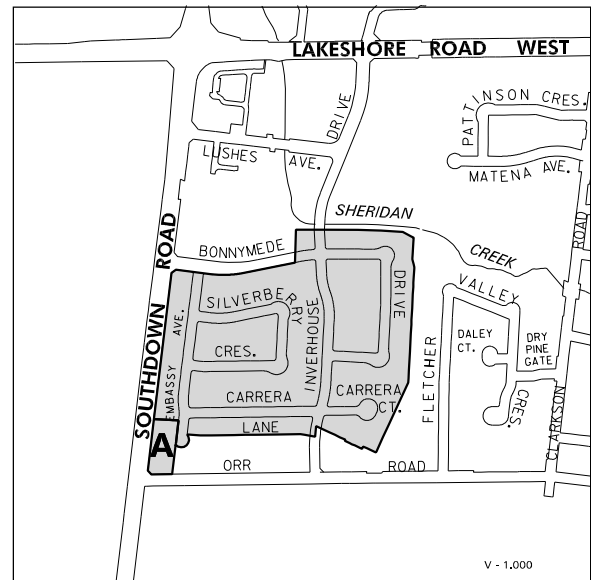 LAKESHORE ROAD WEST
PATTINSON CRES.
DRIVE
LUSHES AVE.
MATENA AVE.
SHERIDAN CREEK
ROAD
SOUTHDOWN ROAD
BONNYMEDE DRIVE
VALLEY
SILVERBERRY CRES.
EMBASSY AVE.
INVERHOUSE
DALEY CT.
DRY PINE GATE
FLETCHER
CARRERA CT.
CARRERA LANE
CRES.
CLARKSON
A
ORR ROAD
V - 1.000